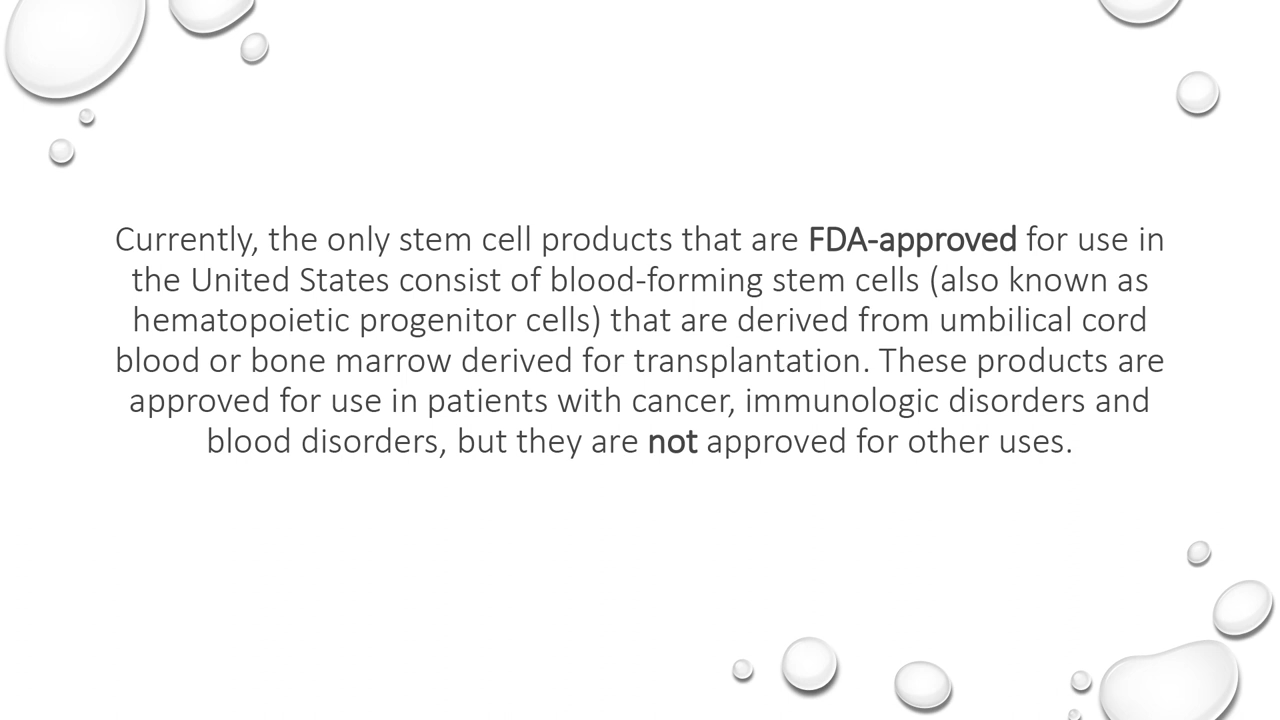 Currently, the only stem cell products that are FDA-approved for use in
the United States consist of blood-forming stem cells (also known as
hematopoietic progenitor cells) that are derived from umbilical cord
blood or bone marrow derived for transplantation. These products are
approved for use in patients with cancer, immunologic disorders and
blood disorders, but they are not approved for other uses.